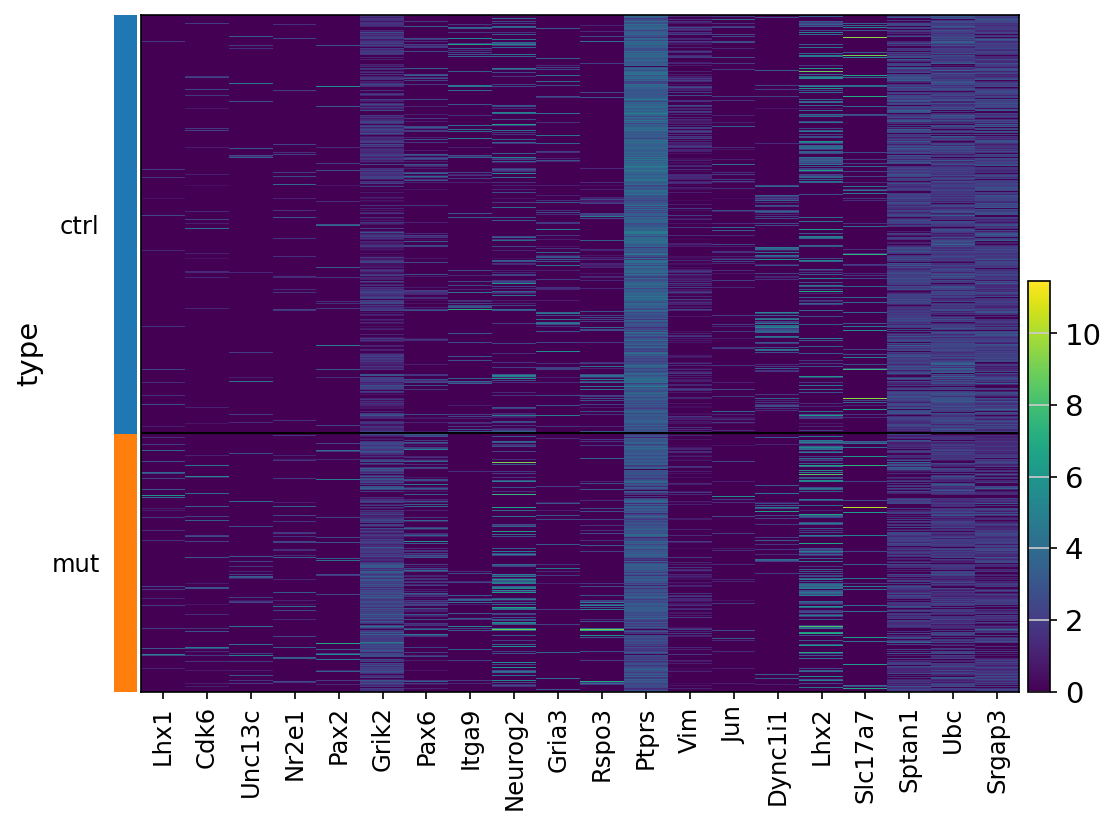 ctrl
mut
type
10
8
6
4
2
0
Lhx1
Cdk6
Unc13c
Nr2e1
Pax2
Grik2
Pax6
Itga9
Neurog2
Gria3
Rspo3
Ptprs
Vim
Jun
Dync1i1
Lhx2
Slc17a7
Sptan1
Ubc
Srgap3